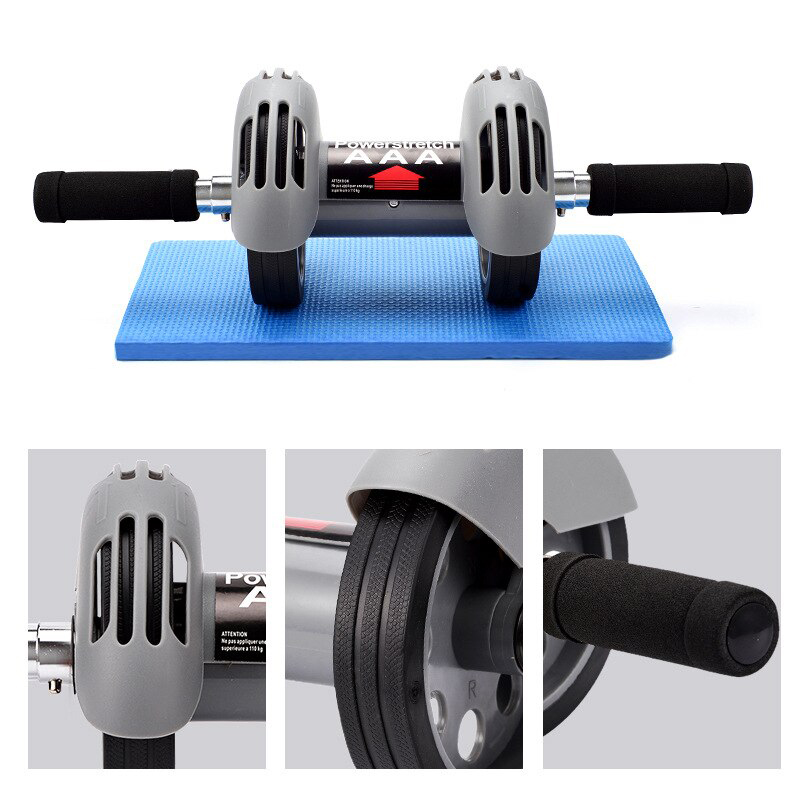 Powerstretch
AAA
ATTENTION
Ne pas appliquer une charge
superieure a 110 kg
Po
A
ATTENTION
Ne pas appliquer une
superieure a 110 kg
R